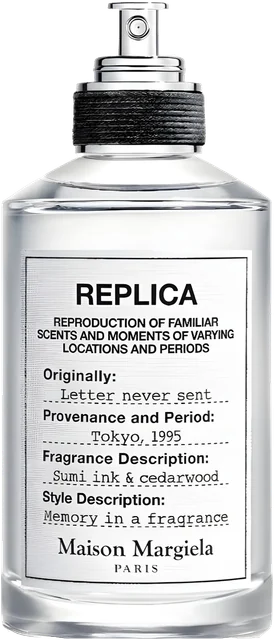 REPLICA
REPRODUCTION OF FAMILIAR
SCENTS AND MOMENTS OF VARYING
LOCATIONS AND PERIODS
Originally:
Letter never sent
Provenance and Period:
Tokyo, 1995
Fragrance Description:
Sumi ink & cedarwood
Style Description:
Memory in a fragrance
Maison Margiela
PARIS